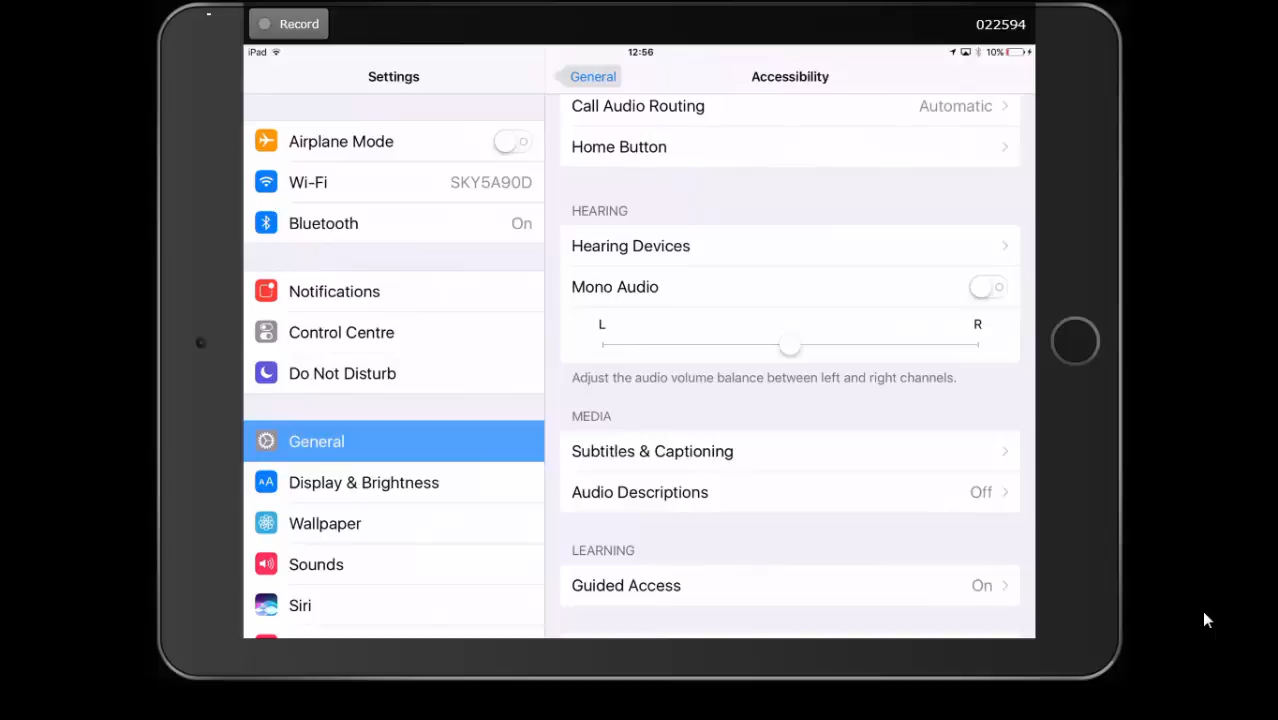 Record
022594
iPad
12:56
10%
Settings
General
Accessibility
Airplane Mode
Wi-Fi
SKY5A90D
Bluetooth
On
Notifications
Control Centre
Do Not Disturb
General
Display & Brightness
AA
Wallpaper
Sounds
Siri
Call Audio Routing
Automatic
Home Button
HEARING
Hearing Devices
Mono Audio
L
R
Adjust the audio volume balance between left and right channels.
MEDIA
Subtitles & Captioning
Audio Descriptions
Off
LEARNING
Guided Access
On